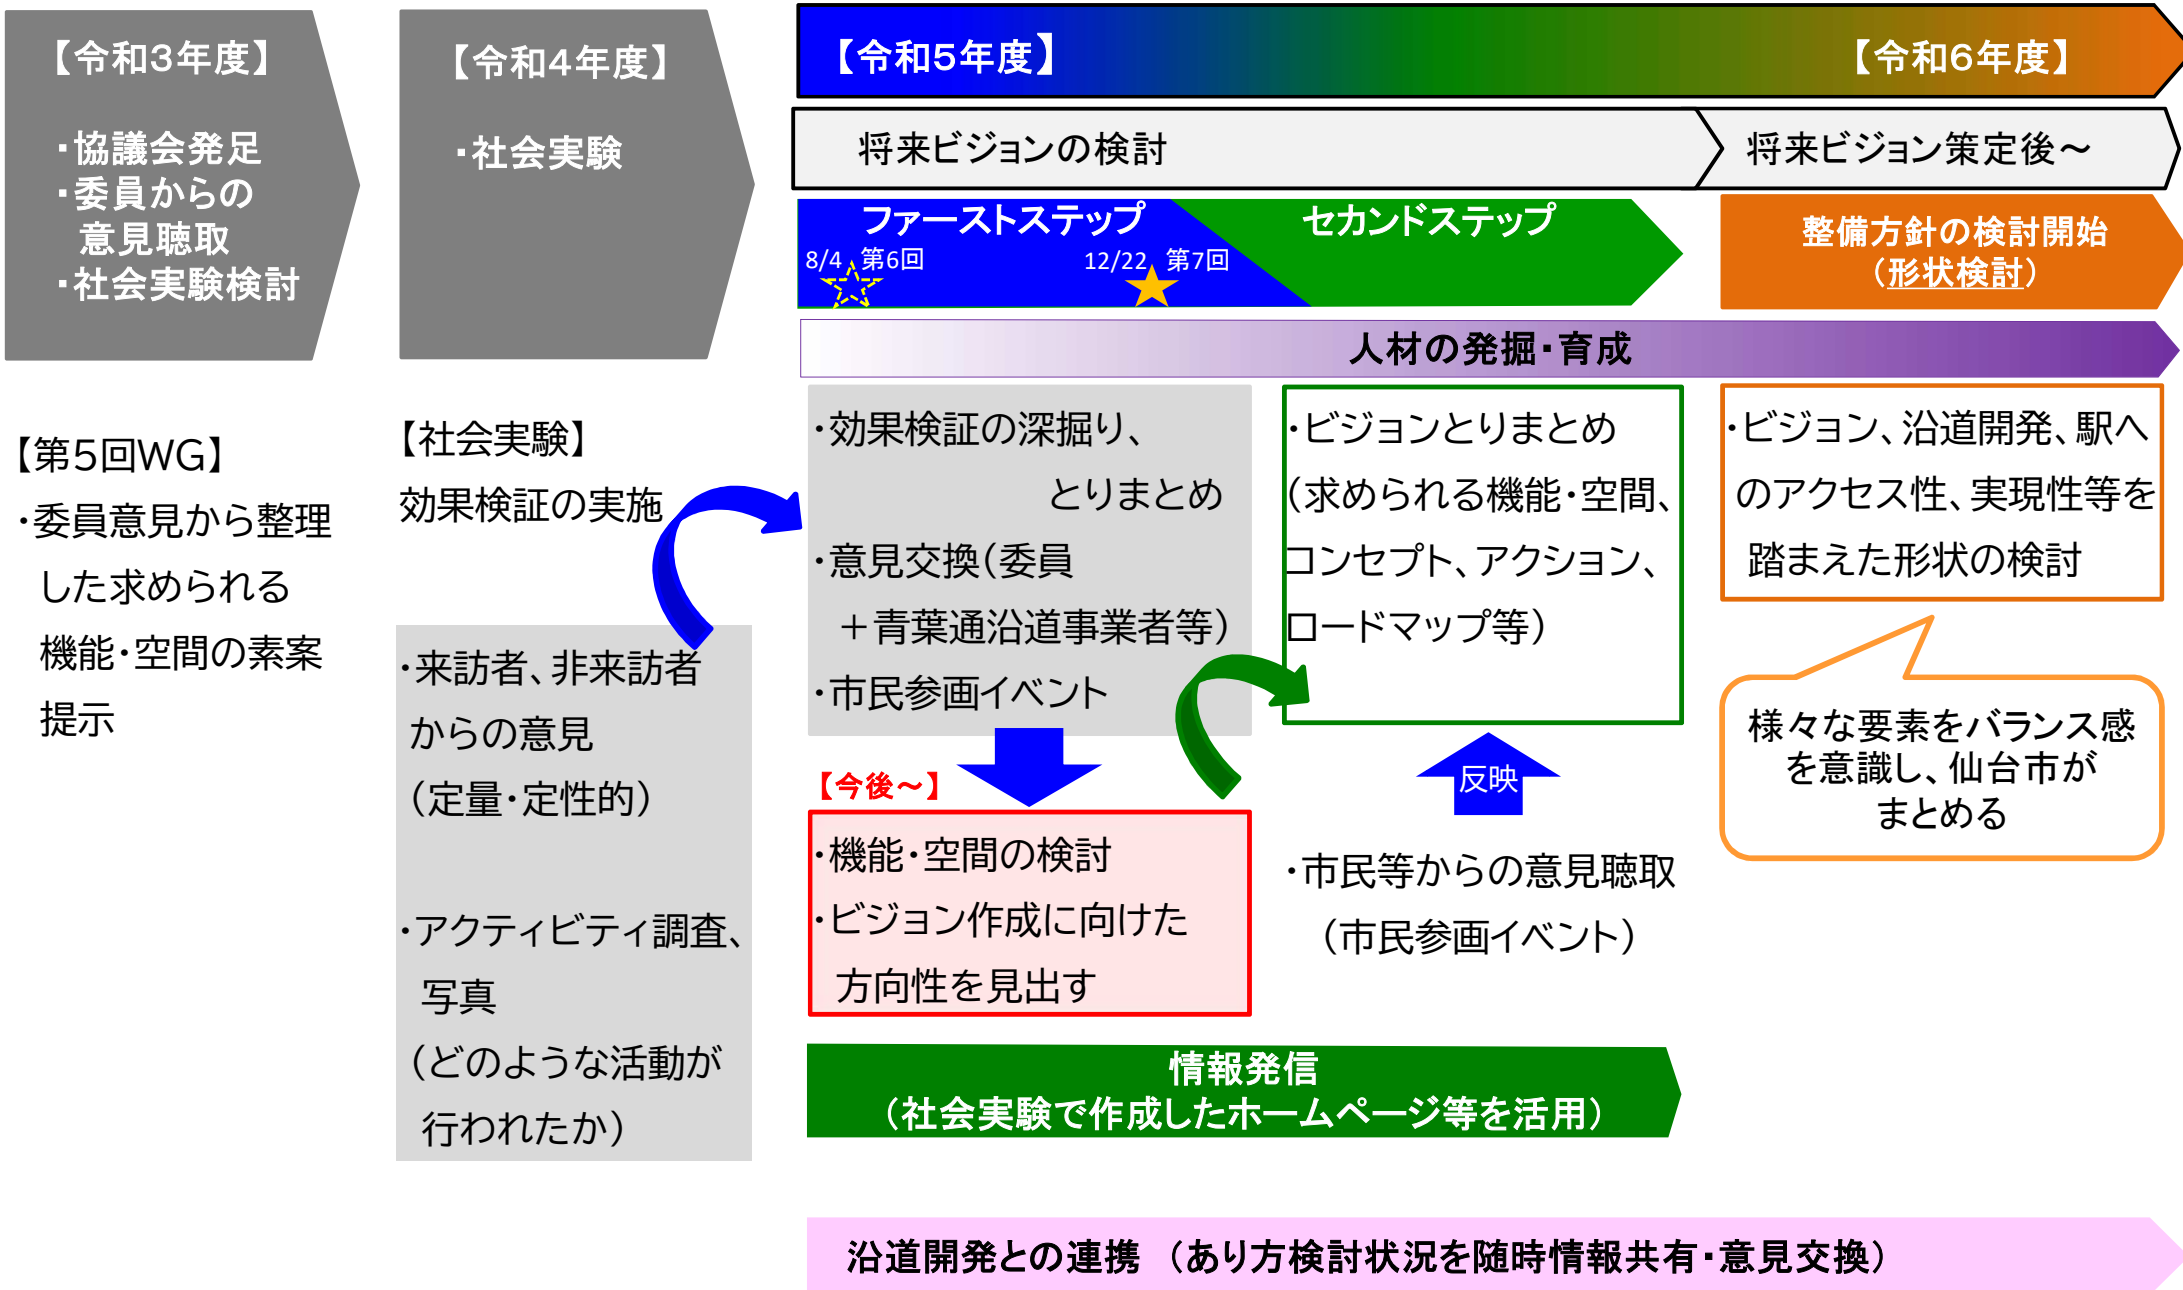 【令和3年度】
・協議会発足
・委員からの
意見聴取
・社会実験検討
【令和4年度】
・社会実験
【令和5年度】
【令和6年度】
将来ビジョンの検討
将来ビジョン策定後～
ファーストステップ
セカンドステップ
8/4 第6回
12/22 第7回
整備方針の検討開始
（形状検討）
人材の発掘・育成
【第5回WG】
・委員意見から整理
した求められる
機能・空間の素案
提示
【社会実験】
効果検証の実施
・来訪者、非来訪者
からの意見
（定量・定性的）
・アクティビティ調査、
写真
（どのような活動が
行われたか）
・効果検証の深掘り、
とりまとめ
・意見交換（委員
＋青葉通沿道事業者等）
・市民参画イベント
【今後～】
・機能・空間の検討
・ビジョン作成に向けた
方向性を見出す
・ビジョンとりまとめ
（求められる機能・空間、
コンセプト、アクション、
ロードマップ等）
反映
・市民等からの意見聴取
（市民参画イベント）
・ビジョン、沿道開発、駅へ
のアクセス性、実現性等を
踏まえた形状の検討
様々な要素をバランス感
を意識し、仙台市が
まとめる
情報発信
（社会実験で作成したホームページ等を活用）
沿道開発との連携 （あり方検討状況を随時情報共有・意見交換）